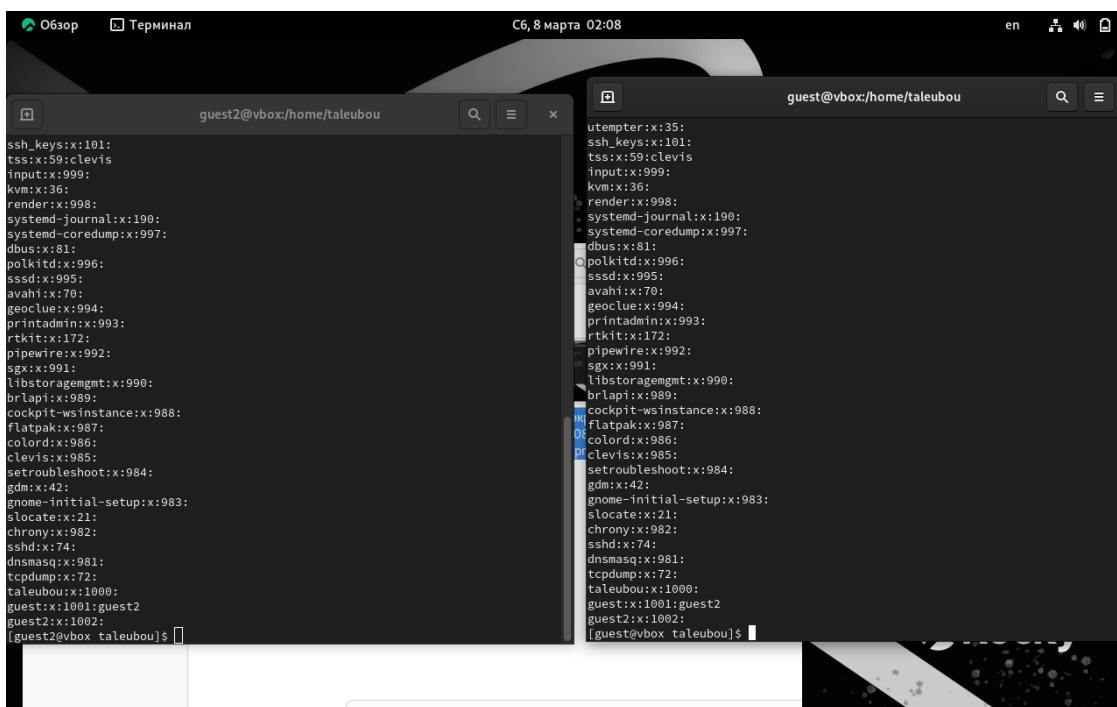 Обзор
Терминал
Сб, 8 марта 02:08
en
guest2@vbox:/home/taleubou
ssh_keys:x:101:
tss:x:59:clevis
input:x:999:
kvm:x:36:
render:x:998:
systemd-journal:x:190:
systemd-coredump:x:997:
dbus:x:81:
polkitd:x:996:
sssd:x:995:
avahi:x:70:
geoclue:x:994:
printadmin:x:993:
rtkit:x:172:
pipewire:x:992:
sgx:x:991:
libstoragemgmt:x:990:
brlapi:x:989:
cockpit-wsinstance:x:988:
flatpak:x:987:
colord:x:986:
clevis:x:985:
setroubleshoot:x:984:
gdm:x:42:
gnome-initial-setup:x:983:
slocate:x:21:
chrony:x:982:
sshd:x:74:
dnsmasq:x:981:
tcpdump:x:72:
taleubou:x:1000:
guest:x:1001:guest2
guest2:x:1002:
[guest2@vbox taleubou]$
guest@vbox:/home/taleubou
utempter:x:35:
ssh_keys:x:101:
tss:x:59:clevis
input:x:999:
kvm:x:36:
render:x:998:
systemd-journal:x:190:
systemd-coredump:x:997:
dbus:x:81:
polkitd:x:996:
sssd:x:995:
avahi:x:70:
geoclue:x:994:
printadmin:x:993:
rtkit:x:172:
pipewire:x:992:
sgx:x:991:
libstoragemgmt:x:990:
brlapi:x:989:
cockpit-wsinstance:x:988:
flatpak:x:987:
colord:x:986:
clevis:x:985:
setroubleshoot:x:984:
gdm:x:42:
gnome-initial-setup:x:983:
slocate:x:21:
chrony:x:982:
sshd:x:74:
dnsmasq:x:981:
tcpdump:x:72:
taleubou:x:1000:
guest:x:1001:guest2
guest2:x:1002:
[guest@vbox taleubou]$